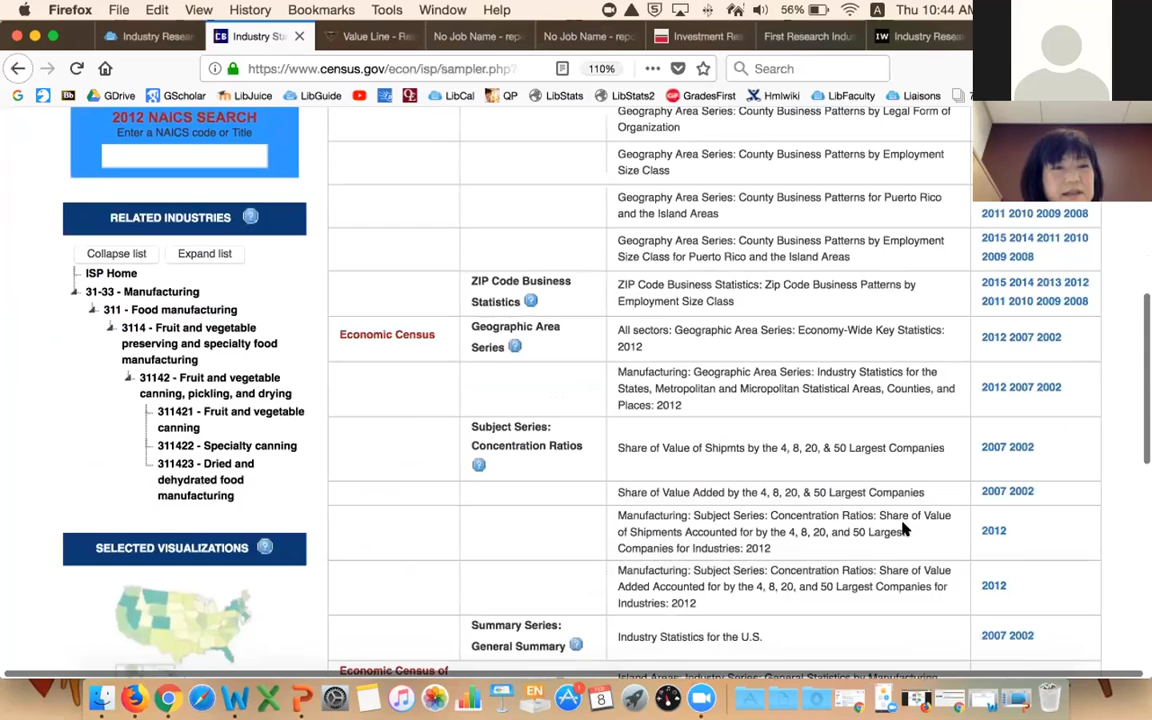 Firefox File Edit View History Bookmarks Tools Window Help 56% A Thu 10:44 AM
Industry Resea Industry Sta Value Line - Re No Job Name - repo No Job Name - repo Investment Re First Research Indu IW Industry Resea
https://www.census.gov/econ/isp/sampler.php? 110% Search
GDrive GScholar LibJuice LibGuide LibCal QP LibStats LibStats2 GradesFirst Hmlwiki LibFaculty Liaisons
2012 NAICS SEARCH
Enter a NAICS code or Title
RELATED INDUSTRIES
Collapse list Expand list
ISP Home
31-33 - Manufacturing
311 - Food manufacturing
3114 - Fruit and vegetable
preserving and specialty food
manufacturing
31142 - Fruit and vegetable
canning, pickling, and drying
311421 - Fruit and vegetable
canning
311422 - Specialty canning
311423 - Dried and
dehydrated food
manufacturing
SELECTED VISUALIZATIONS
Geography Area Series: County Business Patterns by Legal Form of
Organization
Geography Area Series: County Business Patterns by Employment
Size Class
Geography Area Series: County Business Patterns for Puerto Rico
and the Island Areas
2011 2010 2009 2008
Geography Area Series: County Business Patterns by Employment
Size Class for Puerto Rico and the Island Areas
2015 2014 2011 2010
2009 2008
ZIP Code Business
Statistics
ZIP Code Business Statistics: Zip Code Business Patterns by
Employment Size Class
2015 2014 2013 2012
2011 2010 2009 2008
Economic Census
Geographic Area
Series
All sectors: Geographic Area Series: Economy-Wide Key Statistics:
2012
2012 2007 2002
Manufacturing: Geographic Area Series: Industry Statistics for the
States, Metropolitan and Micropolitan Statistical Areas, Counties, and
Places: 2012
2012 2007 2002
Subject Series:
Concentration Ratios
Share of Value of Shipmts by the 4, 8, 20, & 50 Largest Companies
2007 2002
Share of Value Added by the 4, 8, 20, & 50 Largest Companies
2007 2002
Manufacturing: Subject Series: Concentration Ratios: Share of Value
of Shipments Accounted for by the 4, 8, 20, and 50 Largest
Companies for Industries: 2012
2012
Manufacturing: Subject Series: Concentration Ratios: Share of Value
Added Accounted for by the 4, 8, 20, and 50 Largest Companies for
Industries: 2012
2012
Summary Series:
General Summary
Industry Statistics for the U.S.
2007 2002
Economic Census of
Island Areas: General Statistics by Manufacturing